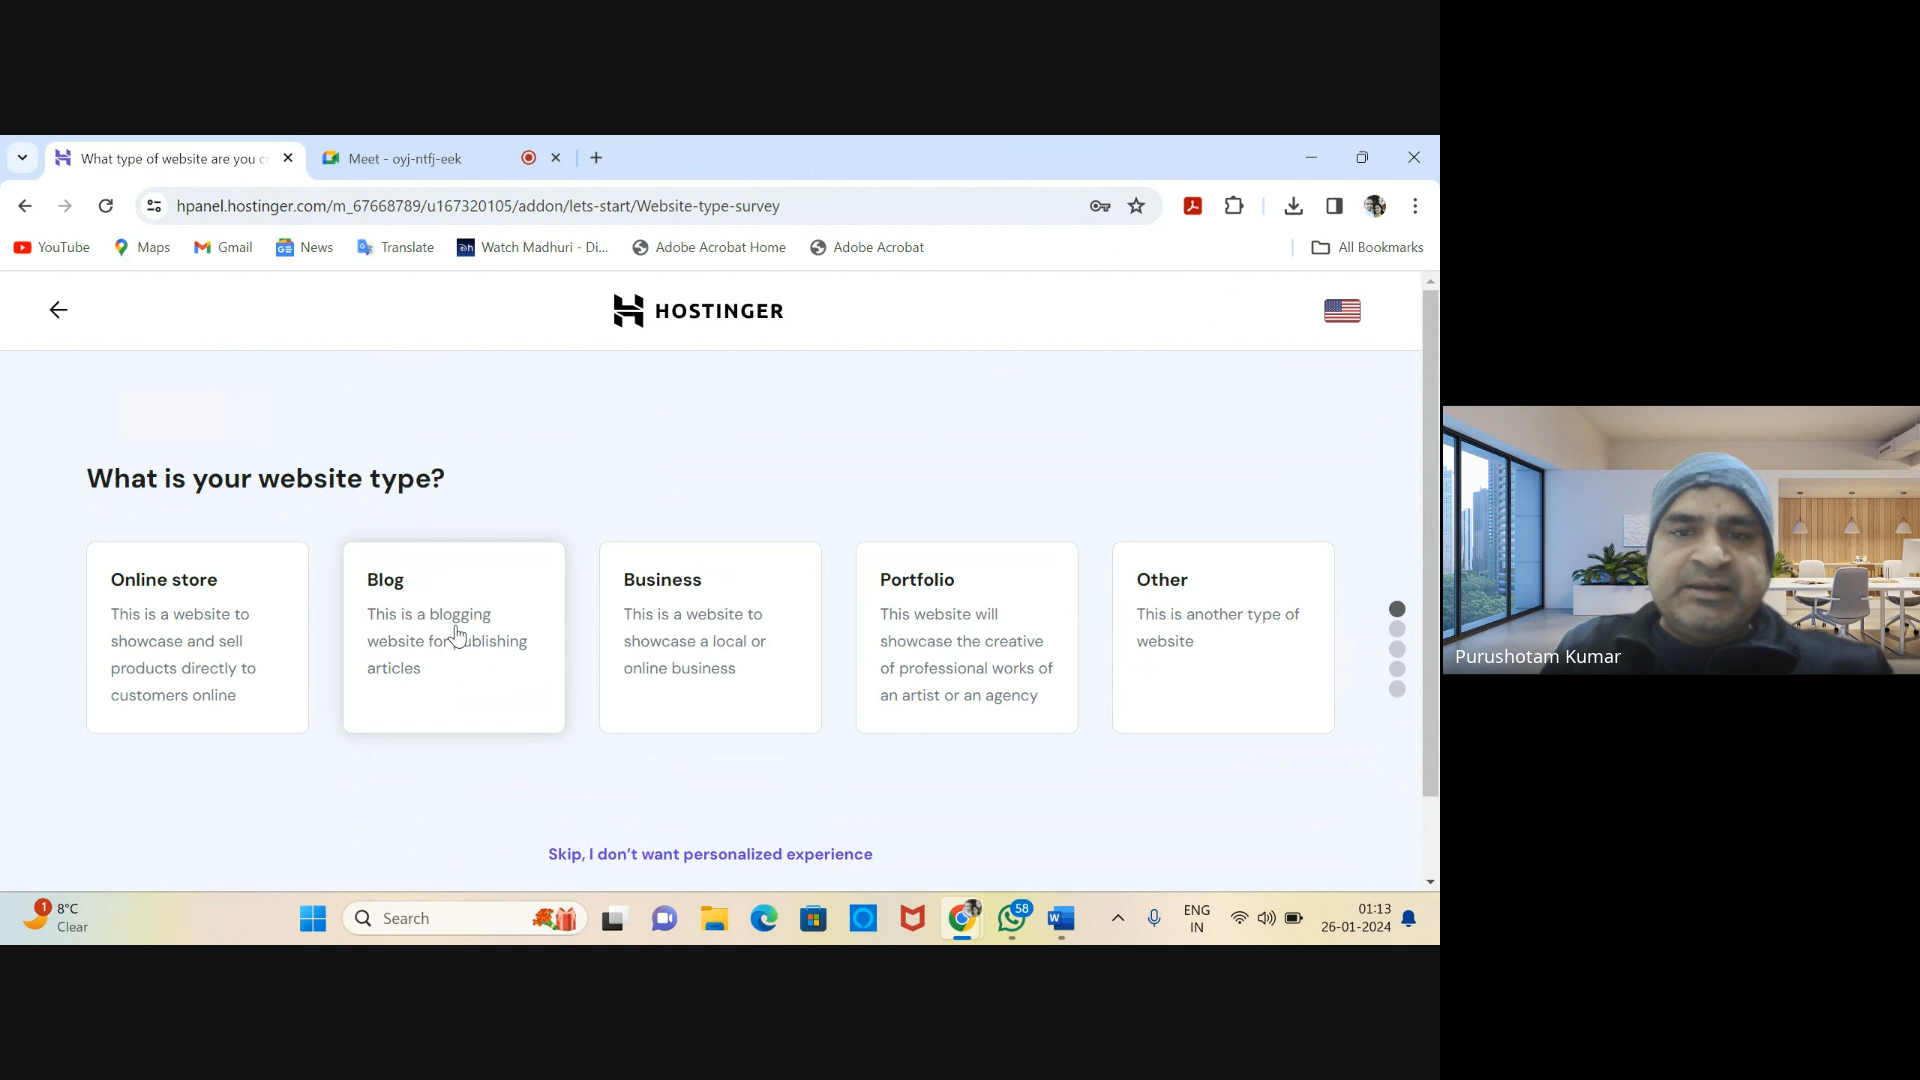 What type of website are you c
Meet - oyj-ntfj-eek
hpanel.hostinger.com/m_67668789/u167320105/addon/lets-start/Website-type-survey
YouTube
Maps
Gmail
News
Translate
Watch Madhuri - Di...
Adobe Acrobat Home
Adobe Acrobat
All Bookmarks
HOSTINGER
What is your website type?
Online store
This is a website to
showcase and sell
products directly to
customers online
Blog
This is a blogging
website for publishing
articles
Business
This is a website to
showcase a local or
online business
Portfolio
This website will
showcase the creative
of professional works of
an artist or an agency
Other
This is another type of
website
Skip, I don't want personalized experience
Purushotam Kumar
1
8°C
Clear
Search
58
ENG
IN
01:13
26-01-2024